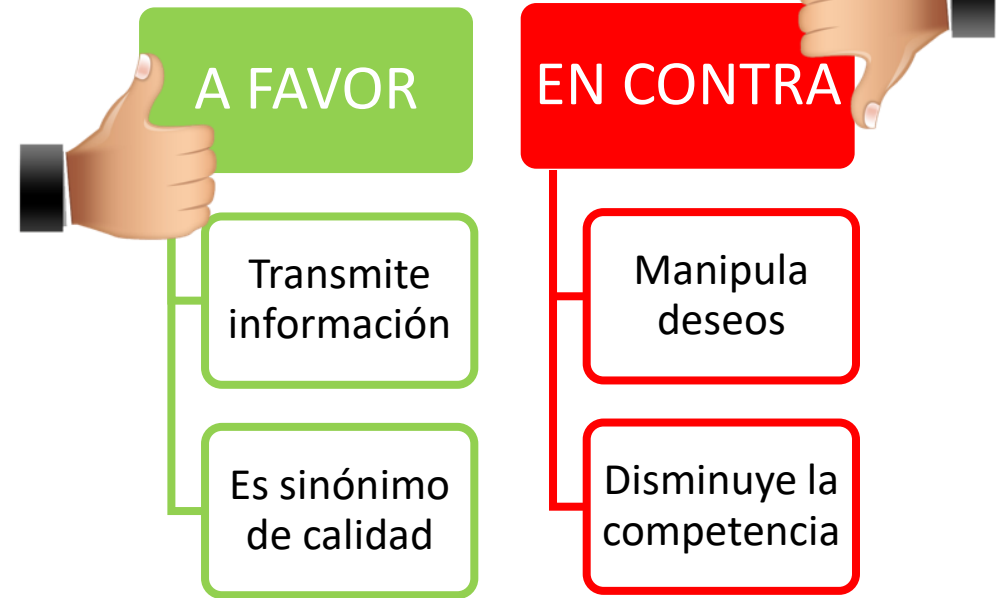 A FAVOR
Transmite
información
Es sinónimo
de calidad
EN CONTRA
Manipula
deseos
Disminuye la
competencia